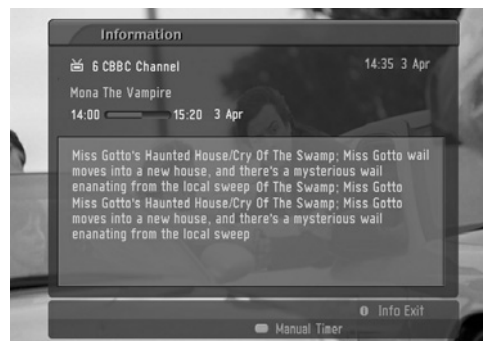 Information
6 CBBC Channel 14:35 3 Apr
Mona The Vampire
14:00 15:20 3 Apr
Miss Gotto's Haunted House/Cry Of The Swamp; Miss Gotto wail
moves into a new house, and there's a mysterious wail
enanating from the local sweep Of The Swamp; Miss Gotto
Miss Gotto's Haunted House/Cry Of The Swamp; Miss Gotto
moves into a new house, and there's a mysterious wail
enanating from the local sweep
i Info Exit
Manual Timer